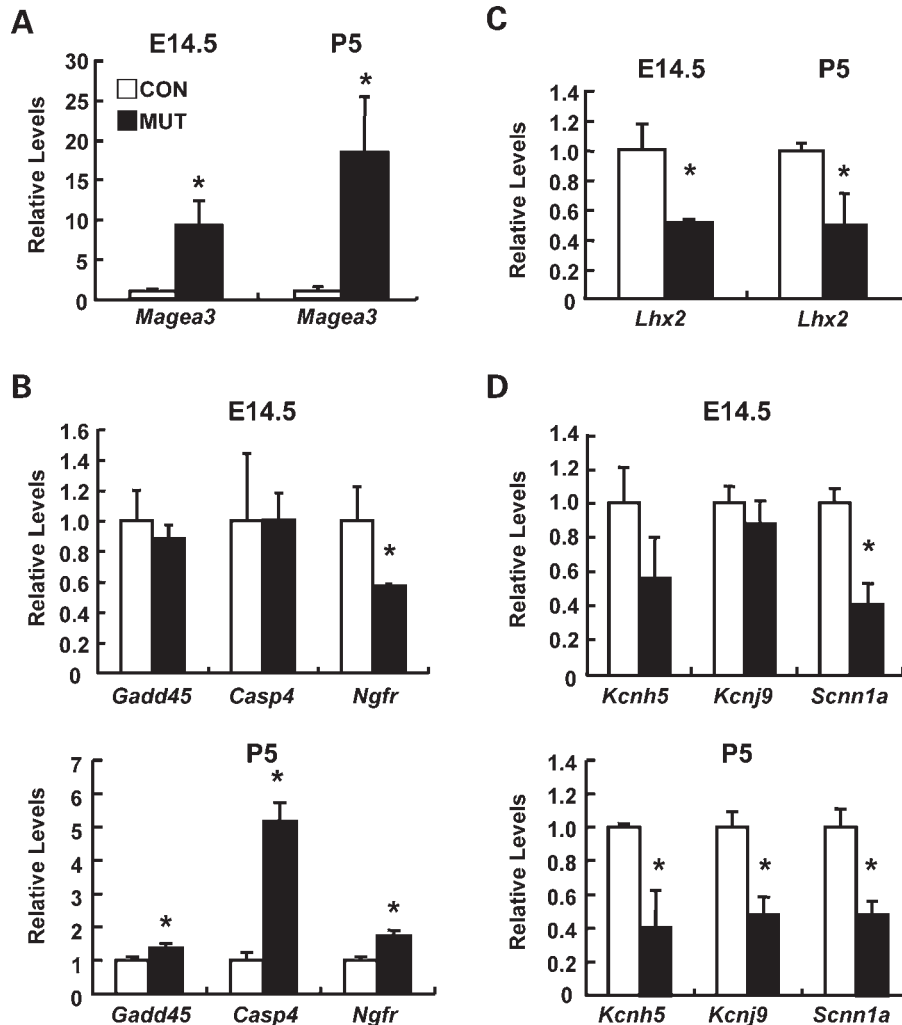 A
E14.5 P5
Relative Levels
30
25
20
15
10
5
0
CON
MUT
*
*
Magea3 Magea3
C
E14.5 P5
Relative Levels
1.4
1.2
1.0
0.8
0.6
0.4
0.2
0
*
*
Lhx2 Lhx2
B
E14.5
Relative Levels
1.6
1.4
1.2
1.0
0.8
0.6
0.4
0.2
0
*
Gadd45 Casp4 Ngfr
P5
Relative Levels
7
6
5
4
3
2
1
0
*
*
*
Gadd45 Casp4 Ngfr
D
E14.5
Relative Levels
1.4
1.2
1.0
0.8
0.6
0.4
0.2
0
*
Kcnh5 Kcnj9 Scnn1a
P5
Relative Levels
1.4
1.2
1.0
0.8
0.6
0.4
0.2
0
*
*
*
Kcnh5 Kcnj9 Scnn1a